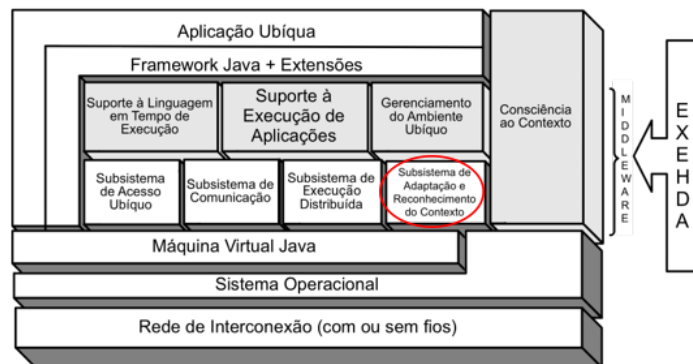 Aplicação Ubíqua
Framework Java + Extensões
Suporte à Linguagem
em Tempo de
Execução
Suporte à
Execução de
Aplicações
Gerenciamento
do Ambiente
Ubíquo
Consciência
ao Contexto
Subsistema
de Acesso
Ubíquo
Subsistema de
Comunicação
Subsistema de
Execução
Distribuída
Subsistema de
Adaptação e
Reconhecimento
do Contexto
Máquina Virtual Java
Sistema Operacional
Rede de Interconexão (com ou sem fios)
MIDDLEWARE
EXEHDA